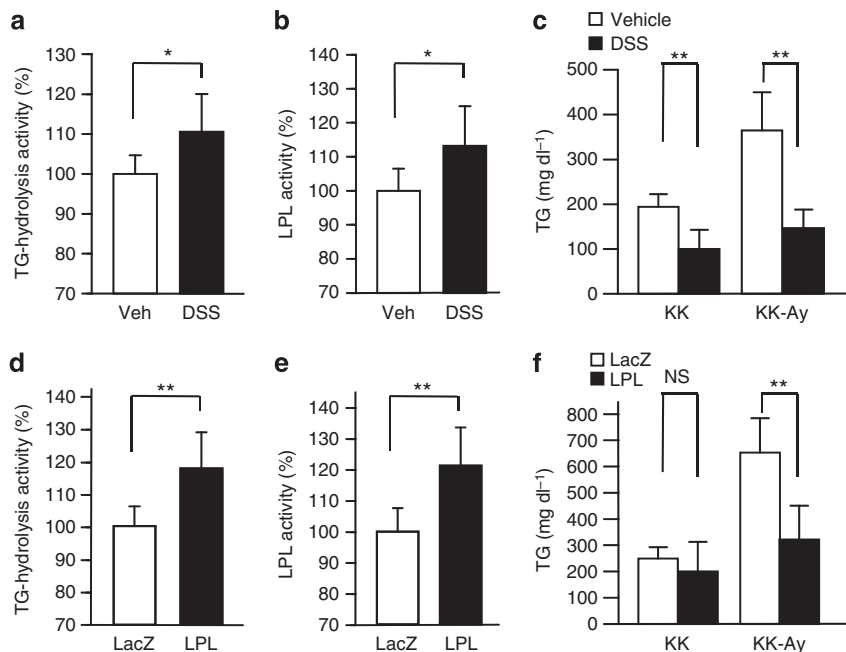 a
TG-hydrolysis activity (%)
130
120
110
100
90
80
70
*
Veh DSS
b
LPL activity (%)
140
130
120
110
100
90
80
70
*
Veh DSS
c
Vehicle
DSS
TG (mg dl⁻¹)
500
400
300
200
100
0
**
**
KK KK-Ay
d
TG-hydrolysis activity (%)
140
130
120
110
100
90
80
70
**
LacZ LPL
e
LPL activity (%)
140
130
120
110
100
90
80
70
**
LacZ LPL
f
LacZ
LPL
TG (mg dl⁻¹)
800
700
600
500
400
300
200
100
0
NS
**
KK KK-Ay